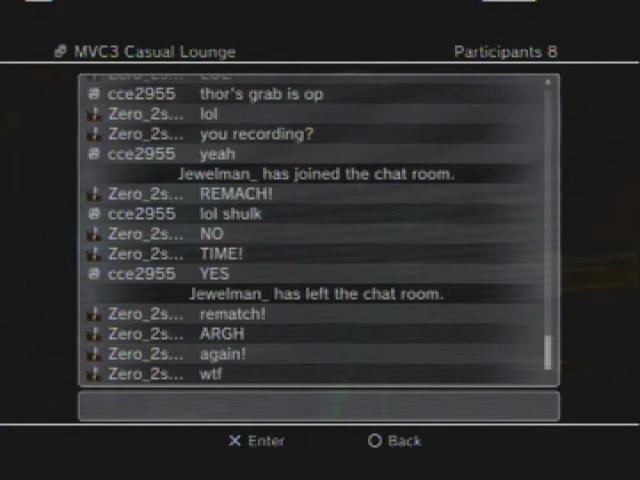 MVC3 Casual Lounge Participants 8
Zero_2s... LOL
cce2955 thor's grab is op
Zero_2s... lol
Zero_2s... you recording?
cce2955 yeah
Jewelman_ has joined the chat room.
Zero_2s... REMACH!
cce2955 lol shulk
Zero_2s... NO
Zero_2s... TIME!
cce2955 YES
Jewelman_ has left the chat room.
Zero_2s... rematch!
Zero_2s... ARGH
Zero_2s... again!
Zero_2s... wtf
Enter Back